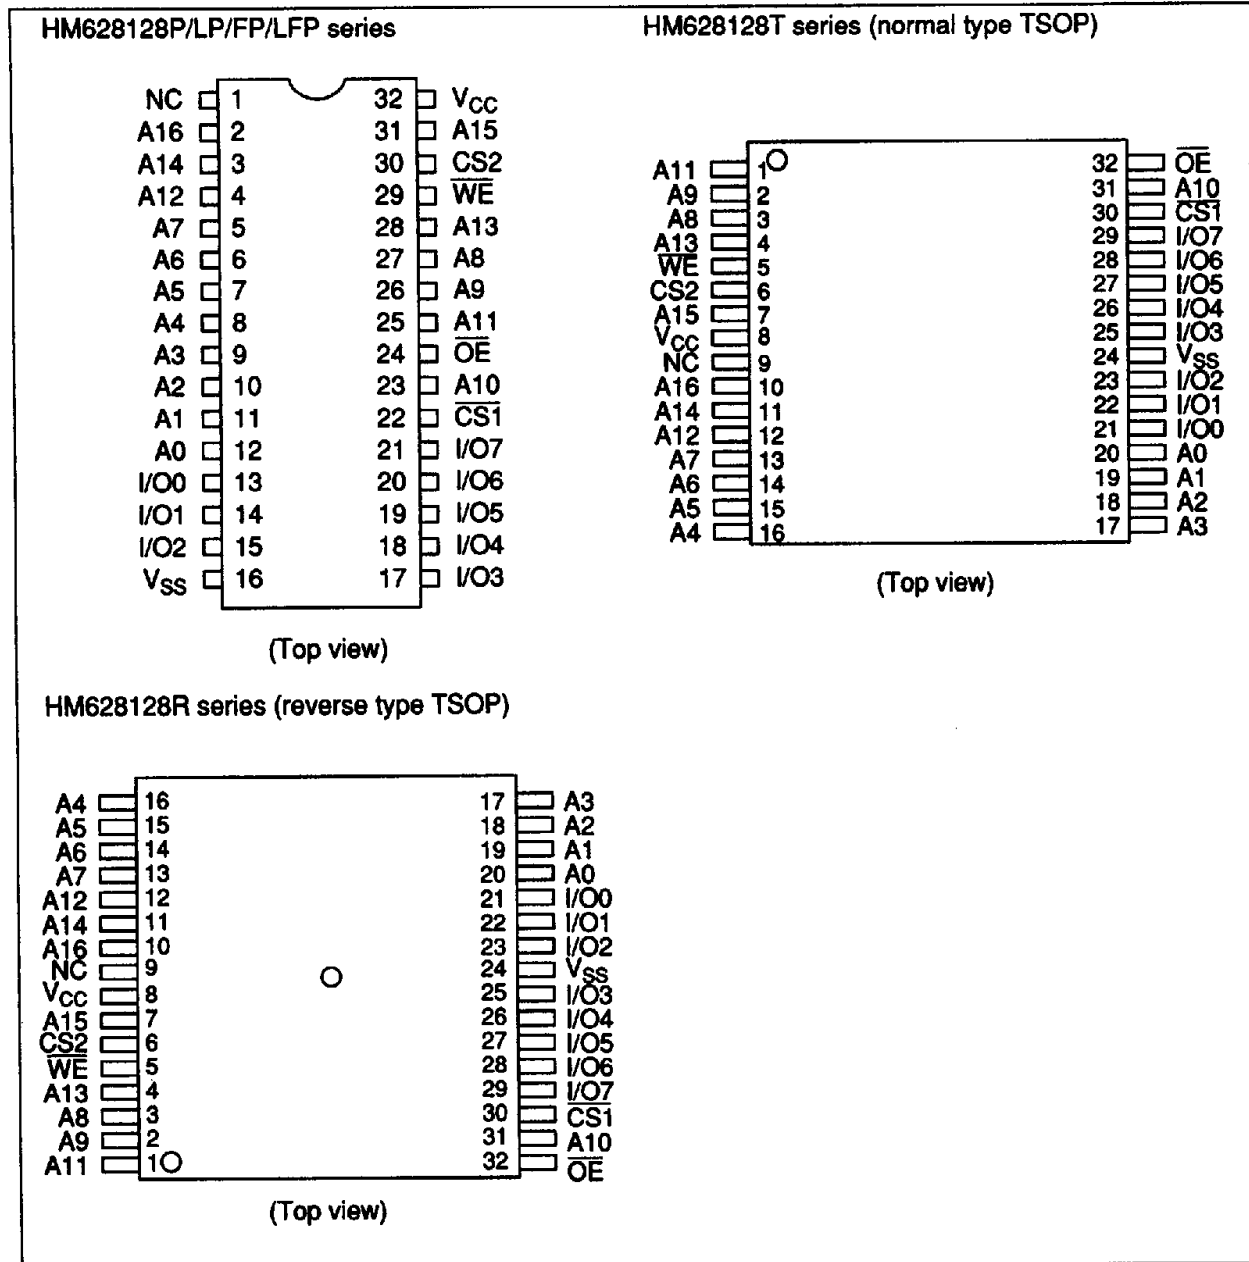 HM628128P/LP/FP/LFP series
NC 1 32 VCC
A16 2 31 A15
A14 3 30 CS2
A12 4 29 W̅E̅
A7 5 28 A13
A6 6 27 A8
A5 7 26 A9
A4 8 25 A11
A3 9 24 O̅E̅
A2 10 23 A10
A1 11 22 C̅S̅1̅
A0 12 21 I/O7
I/O0 13 20 I/O6
I/O1 14 19 I/O5
I/O2 15 18 I/O4
VSS 16 17 I/O3
(Top view)
HM628128T series (normal type TSOP)
A11 1 32 O̅E̅
A9 2 31 A10
A8 3 30 C̅S̅1̅
A13 4 29 I/O7
W̅E̅ 5 28 I/O6
CS2 6 27 I/O5
A15 7 26 I/O4
VCC 8 25 I/O3
NC 9 24 VSS
A16 10 23 I/O2
A14 11 22 I/O1
A12 12 21 I/O0
A7 13 20 A0
A6 14 19 A1
A5 15 18 A2
A4 16 17 A3
(Top view)
HM628128R series (reverse type TSOP)
A4 16 17 A3
A5 15 18 A2
A6 14 19 A1
A7 13 20 A0
A12 12 21 I/O0
A14 11 22 I/O1
A16 10 23 I/O2
NC 9 24 VSS
VCC 8 25 I/O3
A15 7 26 I/O4
CS2 6 27 I/O5
W̅E̅ 5 28 I/O6
A13 4 29 I/O7
A8 3 30 C̅S̅1̅
A9 2 31 A10
A11 1 32 O̅E̅
(Top view)